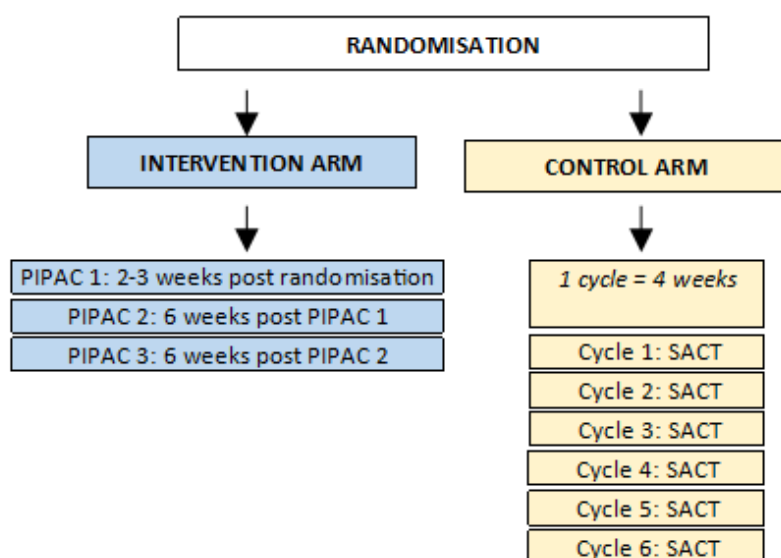 RANDOMISATION
INTERVENTION ARM
CONTROL ARM
PIPAC 1: 2-3 weeks post randomisation
PIPAC 2: 6 weeks post PIPAC 1
PIPAC 3: 6 weeks post PIPAC 2
1 cycle = 4 weeks
Cycle 1: SACT
Cycle 2: SACT
Cycle 3: SACT
Cycle 4: SACT
Cycle 5: SACT
Cycle 6: SACT